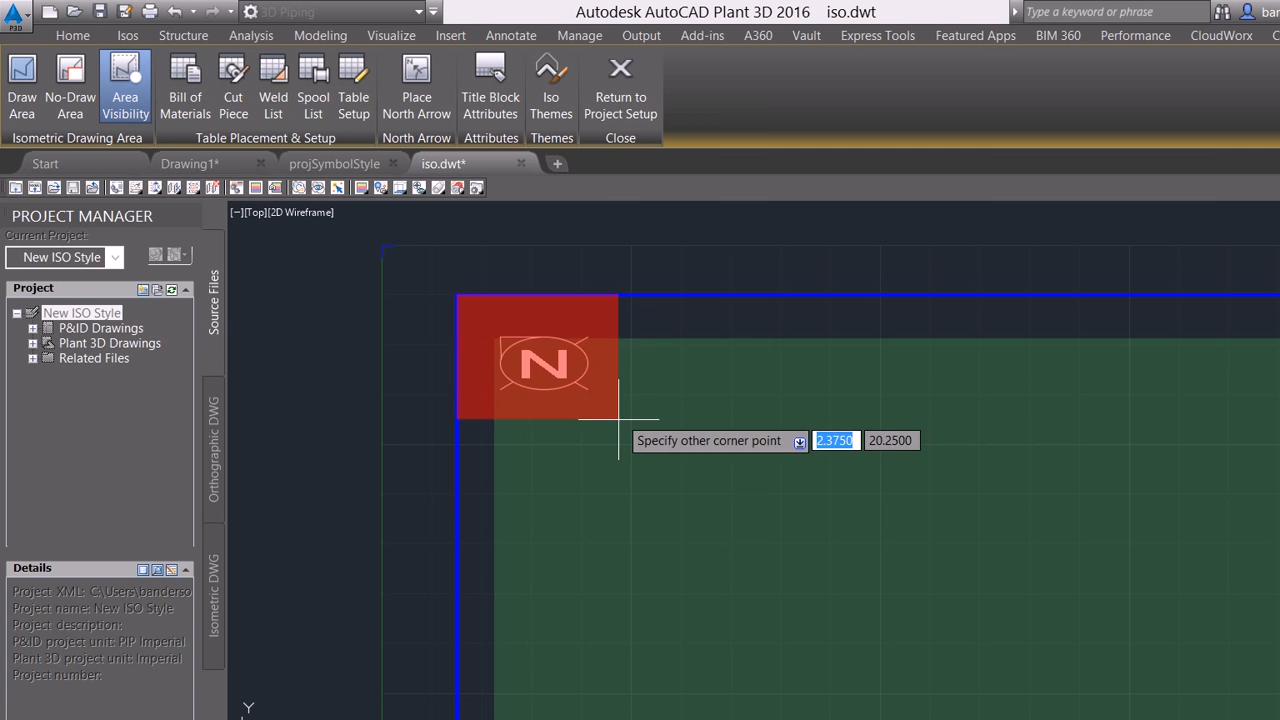 P3D
3D Piping
Autodesk AutoCAD Plant 3D 2016 iso.dwt
Type a keyword or phrase
bar
Home Isos Structure Analysis Modeling Visualize Insert Annotate Manage Output Add-ins A360 Vault Express Tools Featured Apps BIM 360 Performance CloudWorx C
Draw No-Draw Area Bill of Cut Weld Spool Table Place Title Block Iso Return to
Area Area Visibility Materials Piece List List Setup North Arrow Attributes Themes Project Setup
Isometric Drawing Area Table Placement & Setup North Arrow Attributes Themes Close
Start Drawing1* projSymbolStyle iso.dwt*
[−][Top][2D Wireframe]
PROJECT MANAGER
Current Project:
New ISO Style
Project
New ISO Style
P&ID Drawings
Plant 3D Drawings
Related Files
Source Files
Orthographic DWG
Isometric DWG
Details
Project XML: C:\Users\banderso
Project name: New ISO Style
Project description:
P&ID project unit: PIP Imperial
Plant 3D project unit: Imperial
Project number:
N
Specify other corner point 2.3750 20.2500
Y